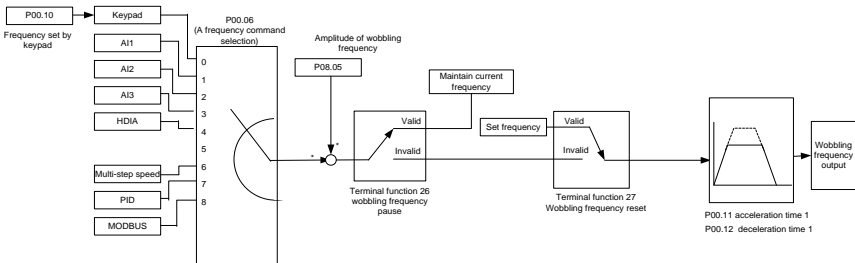 P00.10
Frequency set by
keypad
Keypad
AI1
AI2
AI3
HDIA
Multi-step speed
PID
MODBUS
P00.06
(A frequency command
selection)
0
1
2
3
4
5
6
7
8
Amplitude of wobbling
frequency
P08.05
*
*
Maintain current
frequency
Valid
Invalid
Terminal function 26
wobbling frequency
pause
Set frequency
Valid
Invalid
Terminal function 27
Wobbling frequency reset
P00.11 acceleration time 1
P00.12 deceleration time 1
Wobbling
frequency
output